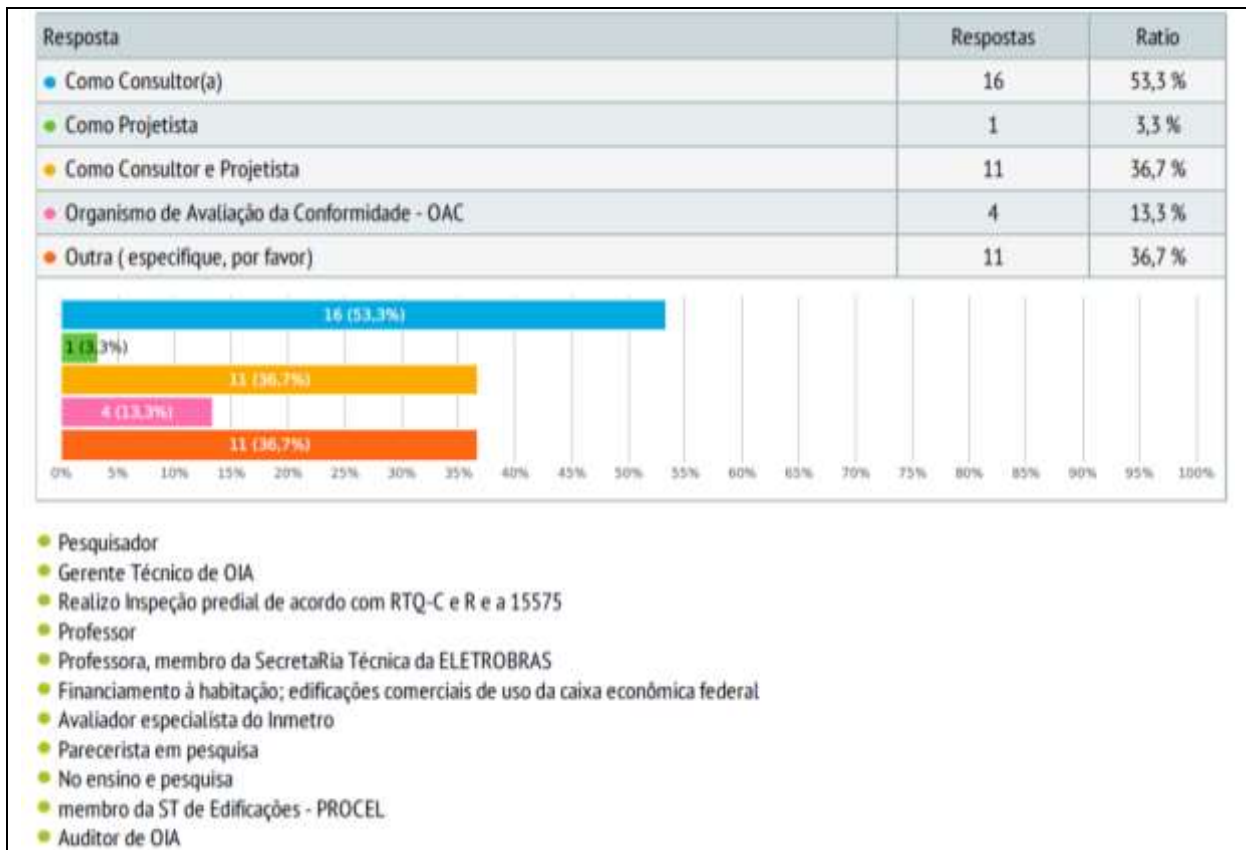 Resposta Respostas Ratio
Como Consultor(a) 16 53,3 %
Como Projetista 1 3,3 %
Como Consultor e Projetista 11 36,7 %
Organismo de Avaliação da Conformidade - OAC 4 13,3 %
Outra ( especifique, por favor) 11 36,7 %
16 (53,3%)
1 (3,3%)
11 (36,7%)
4 (13,3%)
11 (36,7%)
0% 5% 10% 15% 20% 25% 30% 35% 40% 45% 50% 55% 60% 65% 70% 75% 80% 85% 90% 95% 100%
Pesquisador
Gerente Técnico de OIA
Realizo Inspeção predial de acordo com RTQ-C e R e a 15575
Professor
Professora, membro da SecretaRia Técnica da ELETROBRAS
Financiamento à habitação; edificações comerciais de uso da caixa econômica federal
Avaliador especialista do Inmetro
Parecerista em pesquisa
No ensino e pesquisa
membro da ST de Edificações - PROCEL
Auditor de OIA